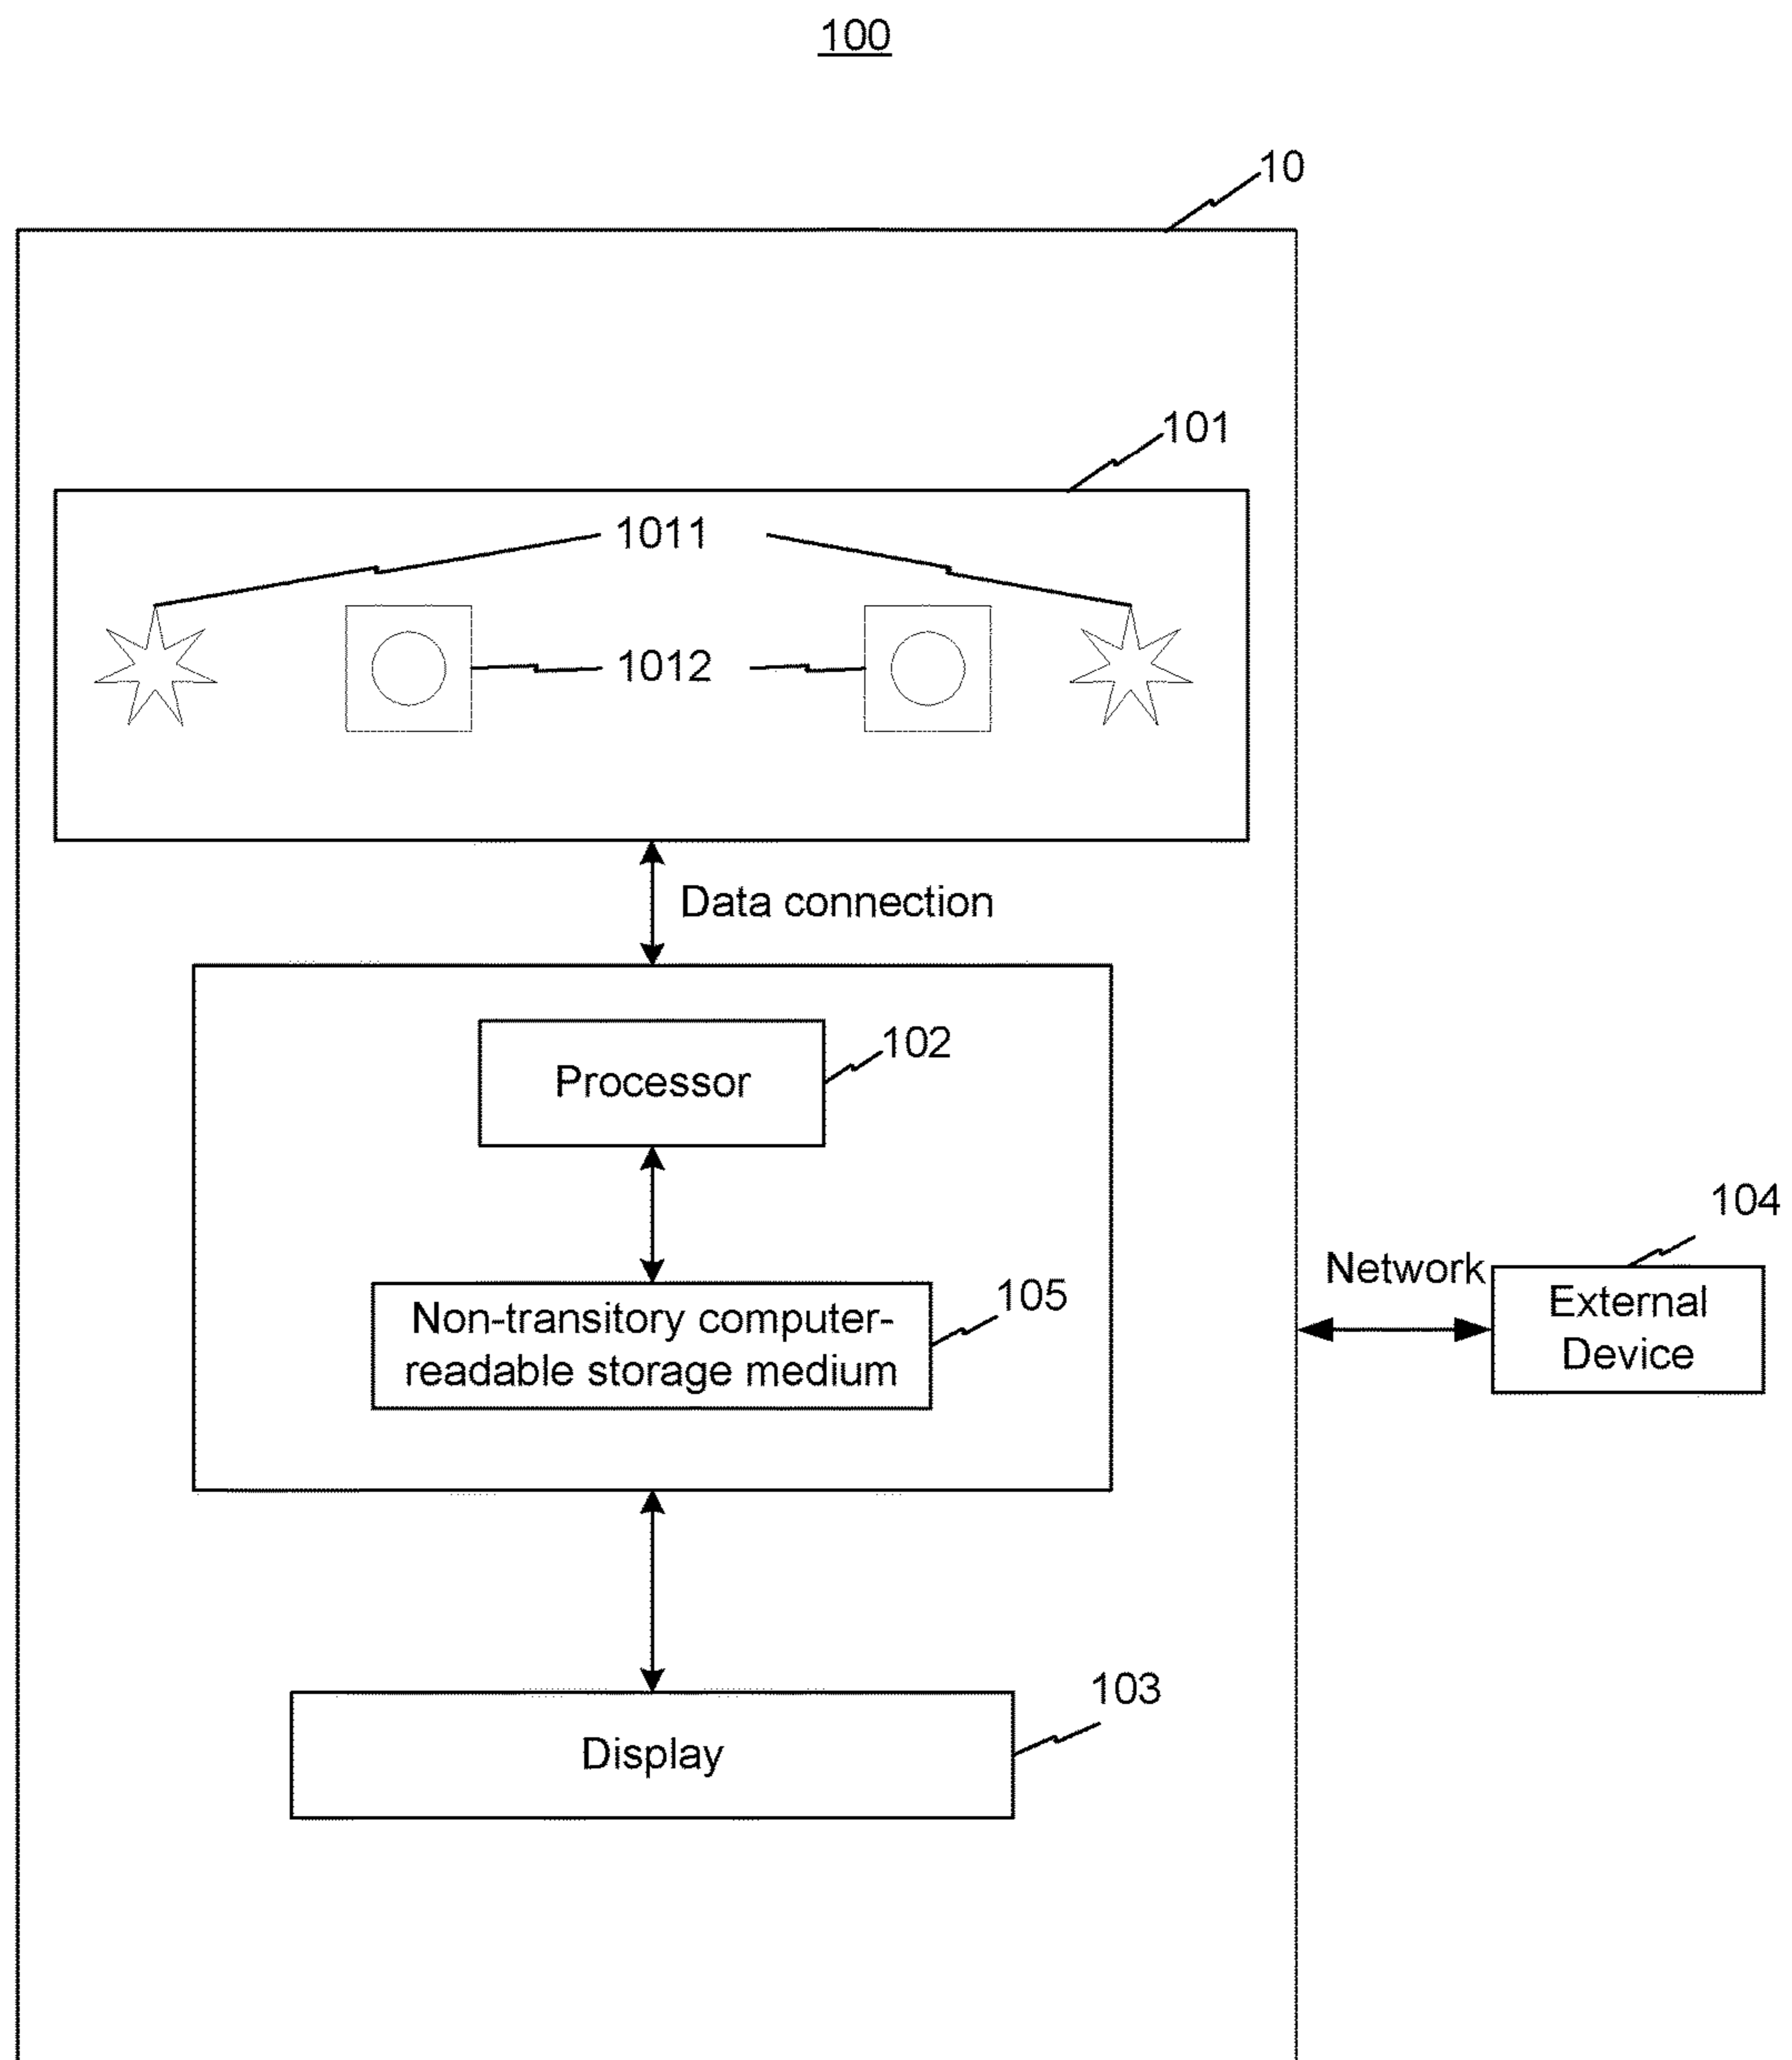 100
10
101
1011
1012
Data connection
102
Processor
105
Non-transitory computer-
readable storage medium
104
Network
External
Device
103
Display